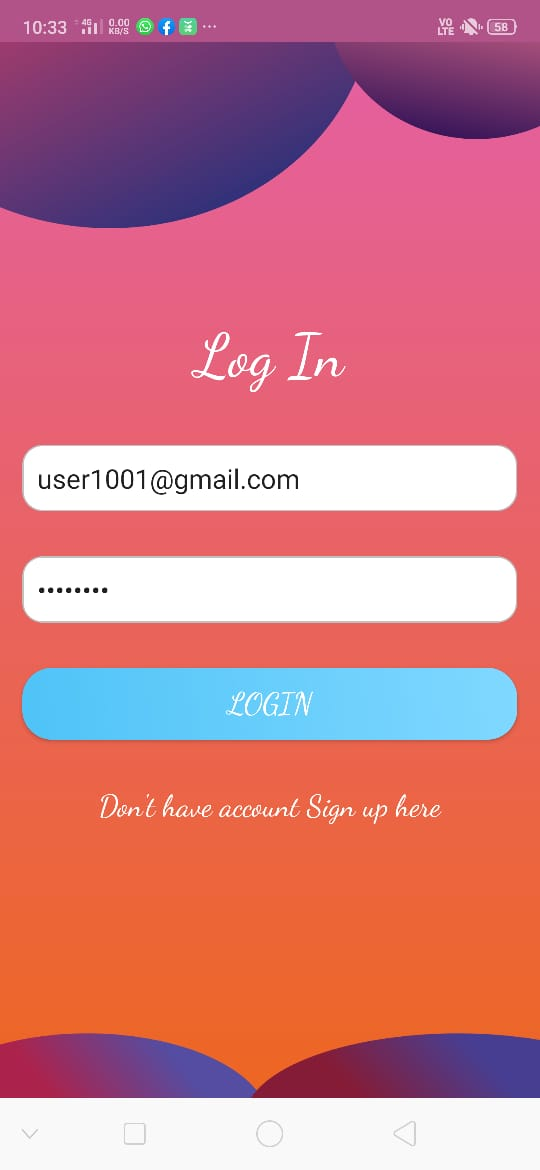 10:33 4G 0.00 KB/S VO LTE 58
Log In
user1001@gmail.com
••••••••
LOGIN
Don't have account Sign up here